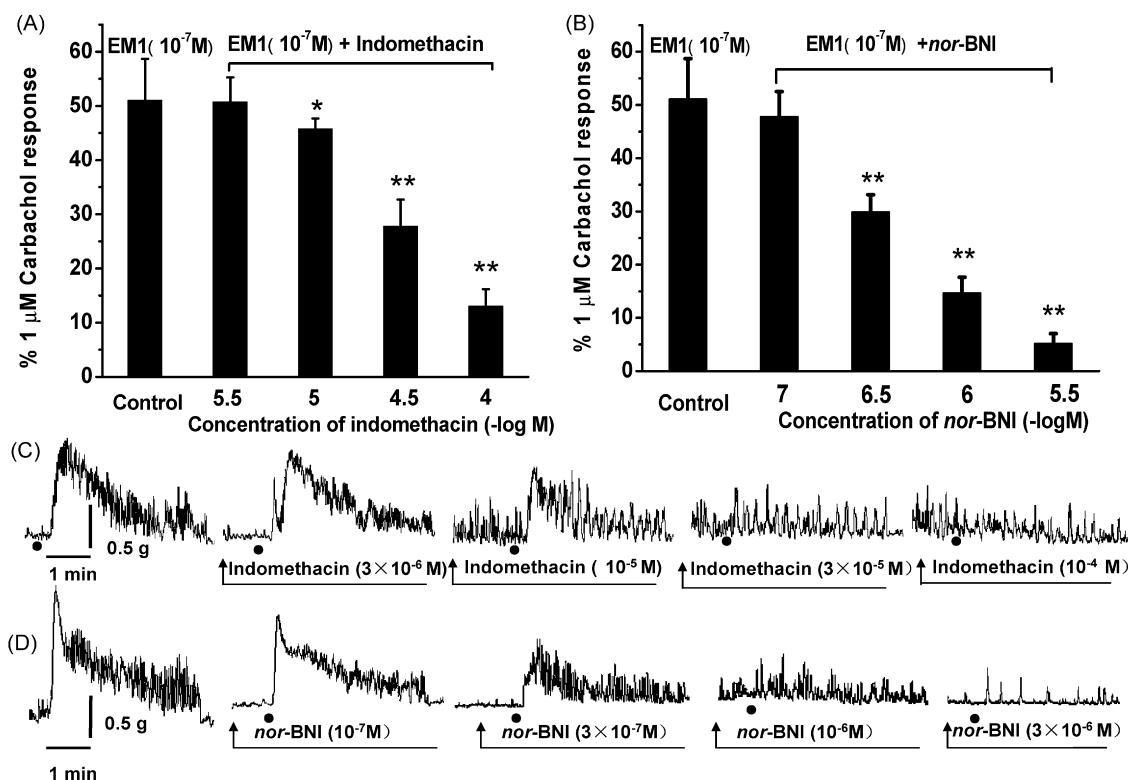 (A)
% 1 μM Carbachol response
60
50
40
30
20
10
0
EM1( 10⁻⁷M)
EM1( 10⁻⁷M) + Indomethacin
*
**
**
Control
5.5
5
4.5
4
Concentration of indomethacin (-log M)
(B)
% 1 μM Carbachol response
60
50
40
30
20
10
0
EM1( 10⁻⁷M)
EM1( 10⁻⁷M) +nor-BNI
**
**
**
Control
7
6.5
6
5.5
Concentration of nor-BNI (-logM)
(C)
0.5 g
1 min
Indomethacin (3×10⁻⁶ M)
Indomethacin ( 10⁻⁵ M)
Indomethacin (3×10⁻⁵ M)
Indomethacin (10⁻⁴ M)
(D)
0.5 g
1 min
nor-BNI (10⁻⁷M)
nor-BNI (3×10⁻⁷M)
nor-BNI (10⁻⁶M)
nor-BNI (3×10⁻⁶ M)